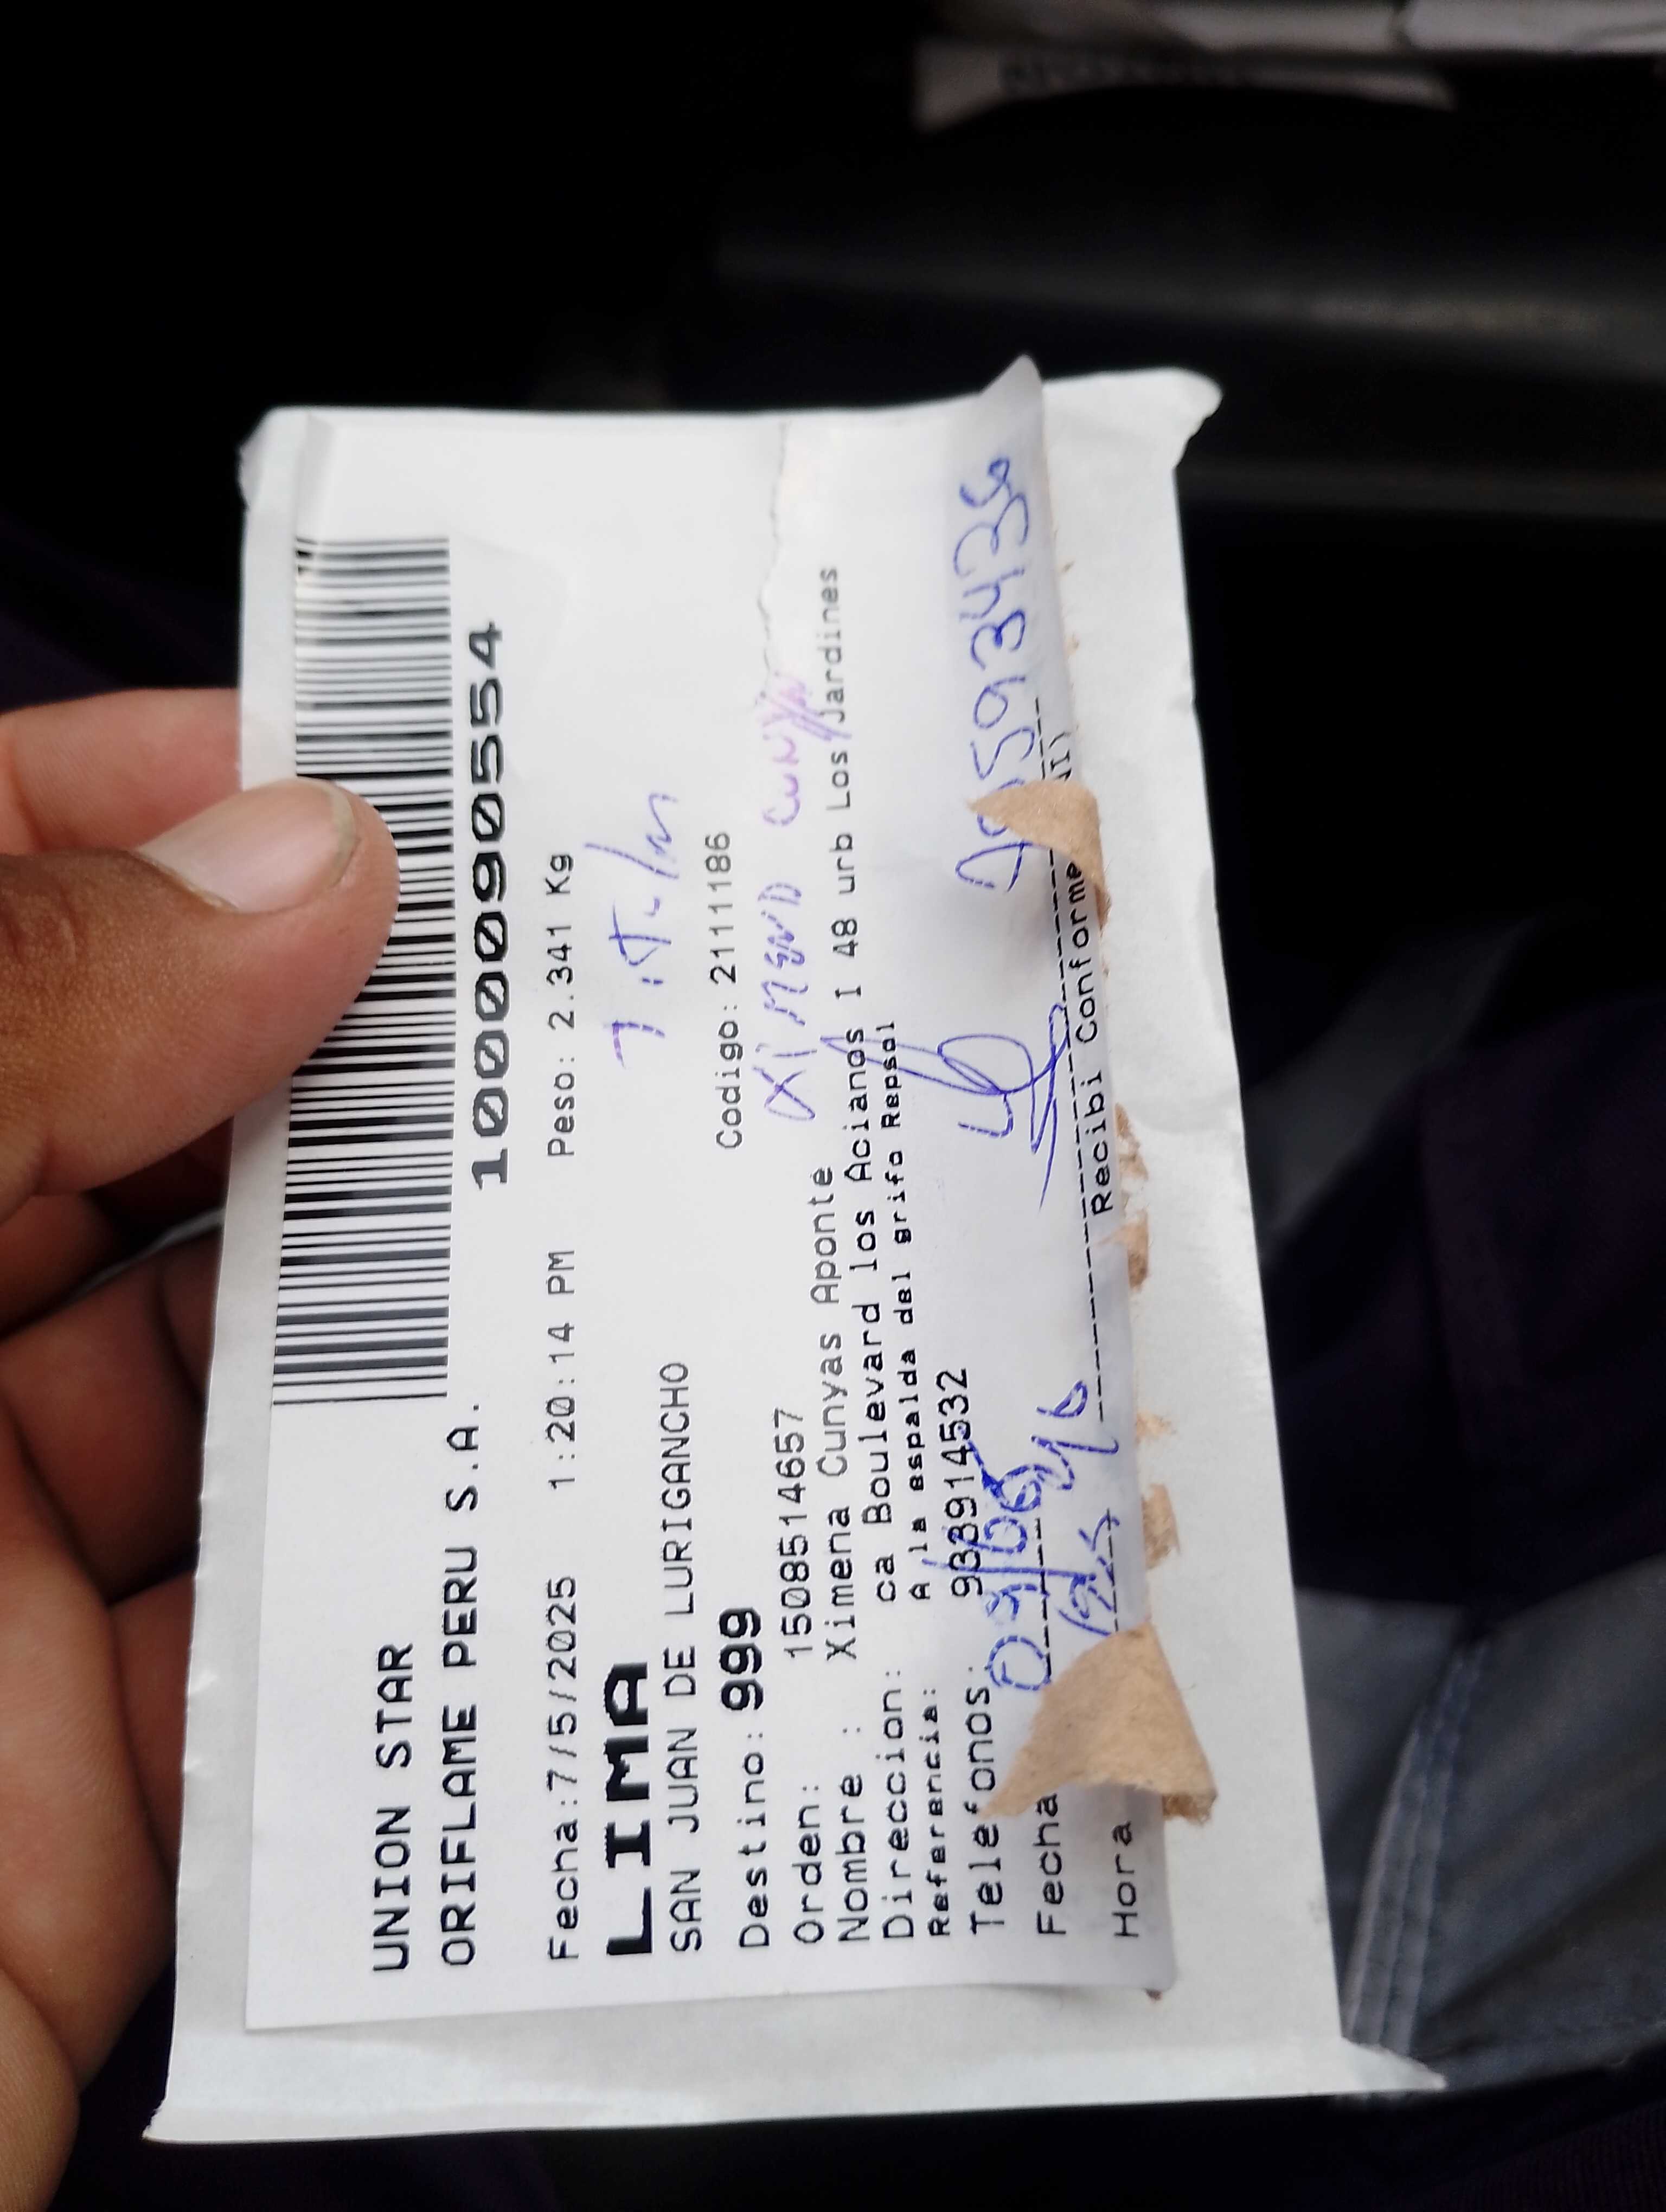 UNION STAR
ORIFLAME PERU S.A.
1000090554
Fecha:7/5/2025 1:20:14 PM Peso: 2.341 Kg
LIMA
SAN JUAN DE LURIGANCHO
Destino: 999 Codigo: 2111186
Orden: 1508514657
Nombre : Ximena Cunyas Aponte
Direccion: ca Boulevard los Acianos I 48 urb Los Jardines
Referencia: A la espalda del grifo Repsol
Telefonos: 933914532
Fecha
Recibi Conforme
Hora